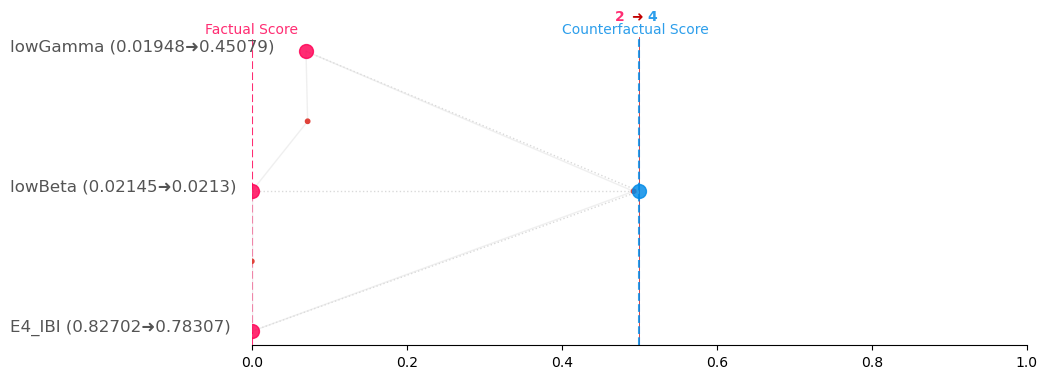 2 ➜ 4
Factual Score
Counterfactual Score
lowGamma (0.01948➜0.45079)
lowBeta (0.02145➜0.0213)
E4_IBI (0.82702➜0.78307)
0.0 0.2 0.4 0.6 0.8 1.0